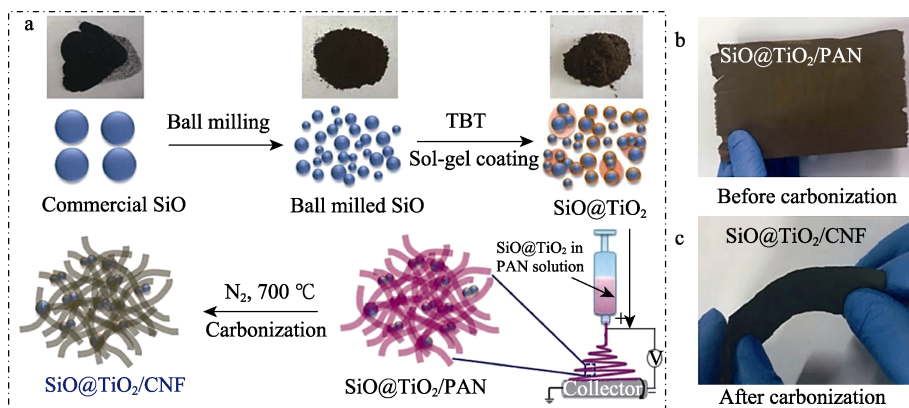 a
Ball milling
TBT
Sol-gel coating
Commercial SiO
Ball milled SiO
SiO@TiO₂
SiO@TiO₂ in
PAN solution
+
N₂, 700 ℃
Carbonization
V
Collector
SiO@TiO₂/CNF
SiO@TiO₂/PAN
b
SiO@TiO₂/PAN
Before carbonization
c
SiO@TiO₂/CNF
After carbonization